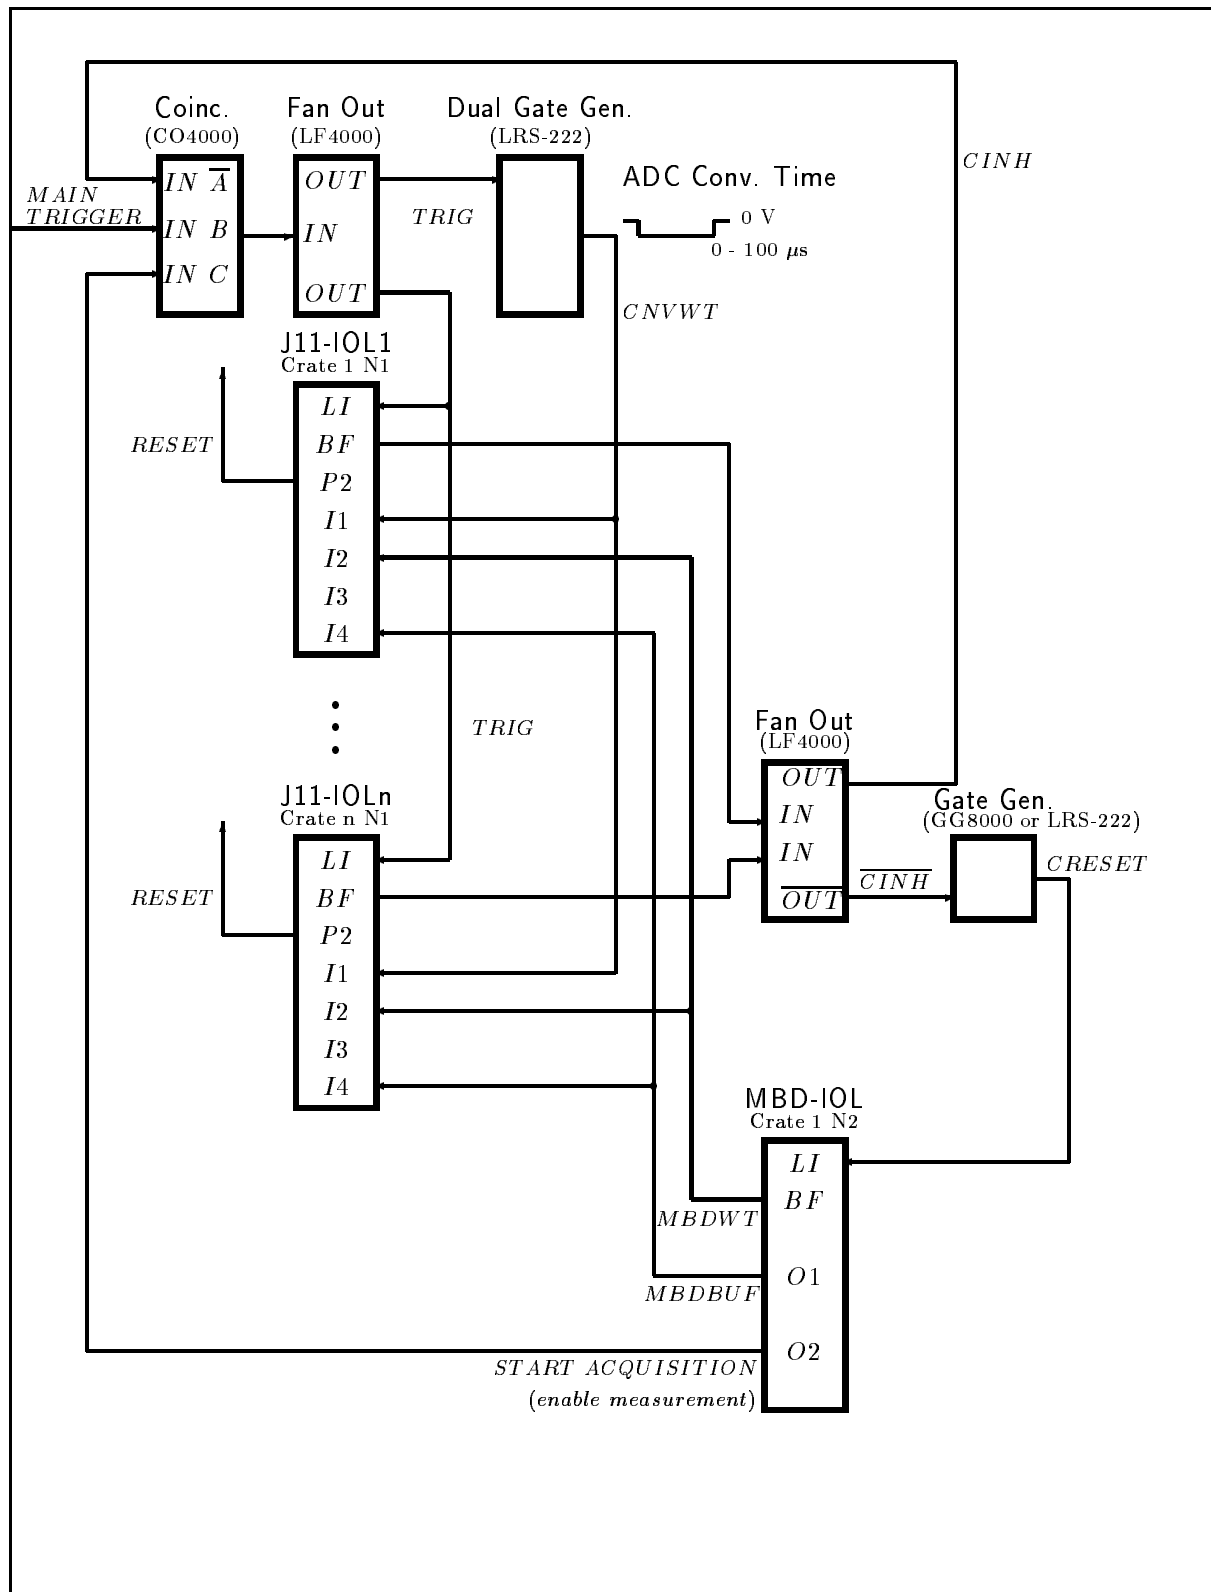 Coinc.
(CO4000)
Fan Out
(LF4000)
Dual Gate Gen.
(LRS-222)
CINH
IN A̅
IN B
IN C
MAIN
TRIGGER
OUT
IN
OUT
TRIG
ADC Conv. Time
0 V
0 - 100 μs
CNVWT
J11-IOL1
Crate 1 N1
LI
BF
P2
I1
I2
I3
I4
RESET
TRIG
J11-IOLn
Crate n N1
LI
BF
P2
I1
I2
I3
I4
RESET
Fan Out
(LF4000)
OUT
IN
IN
O̅U̅T̅
C̅I̅N̅H̅
Gate Gen.
(GG8000 or LRS-222)
CRESET
MBD-IOL
Crate 1 N2
LI
BF
O1
O2
MBDWT
MBDBUF
START ACQUISITION
(enable measurement)